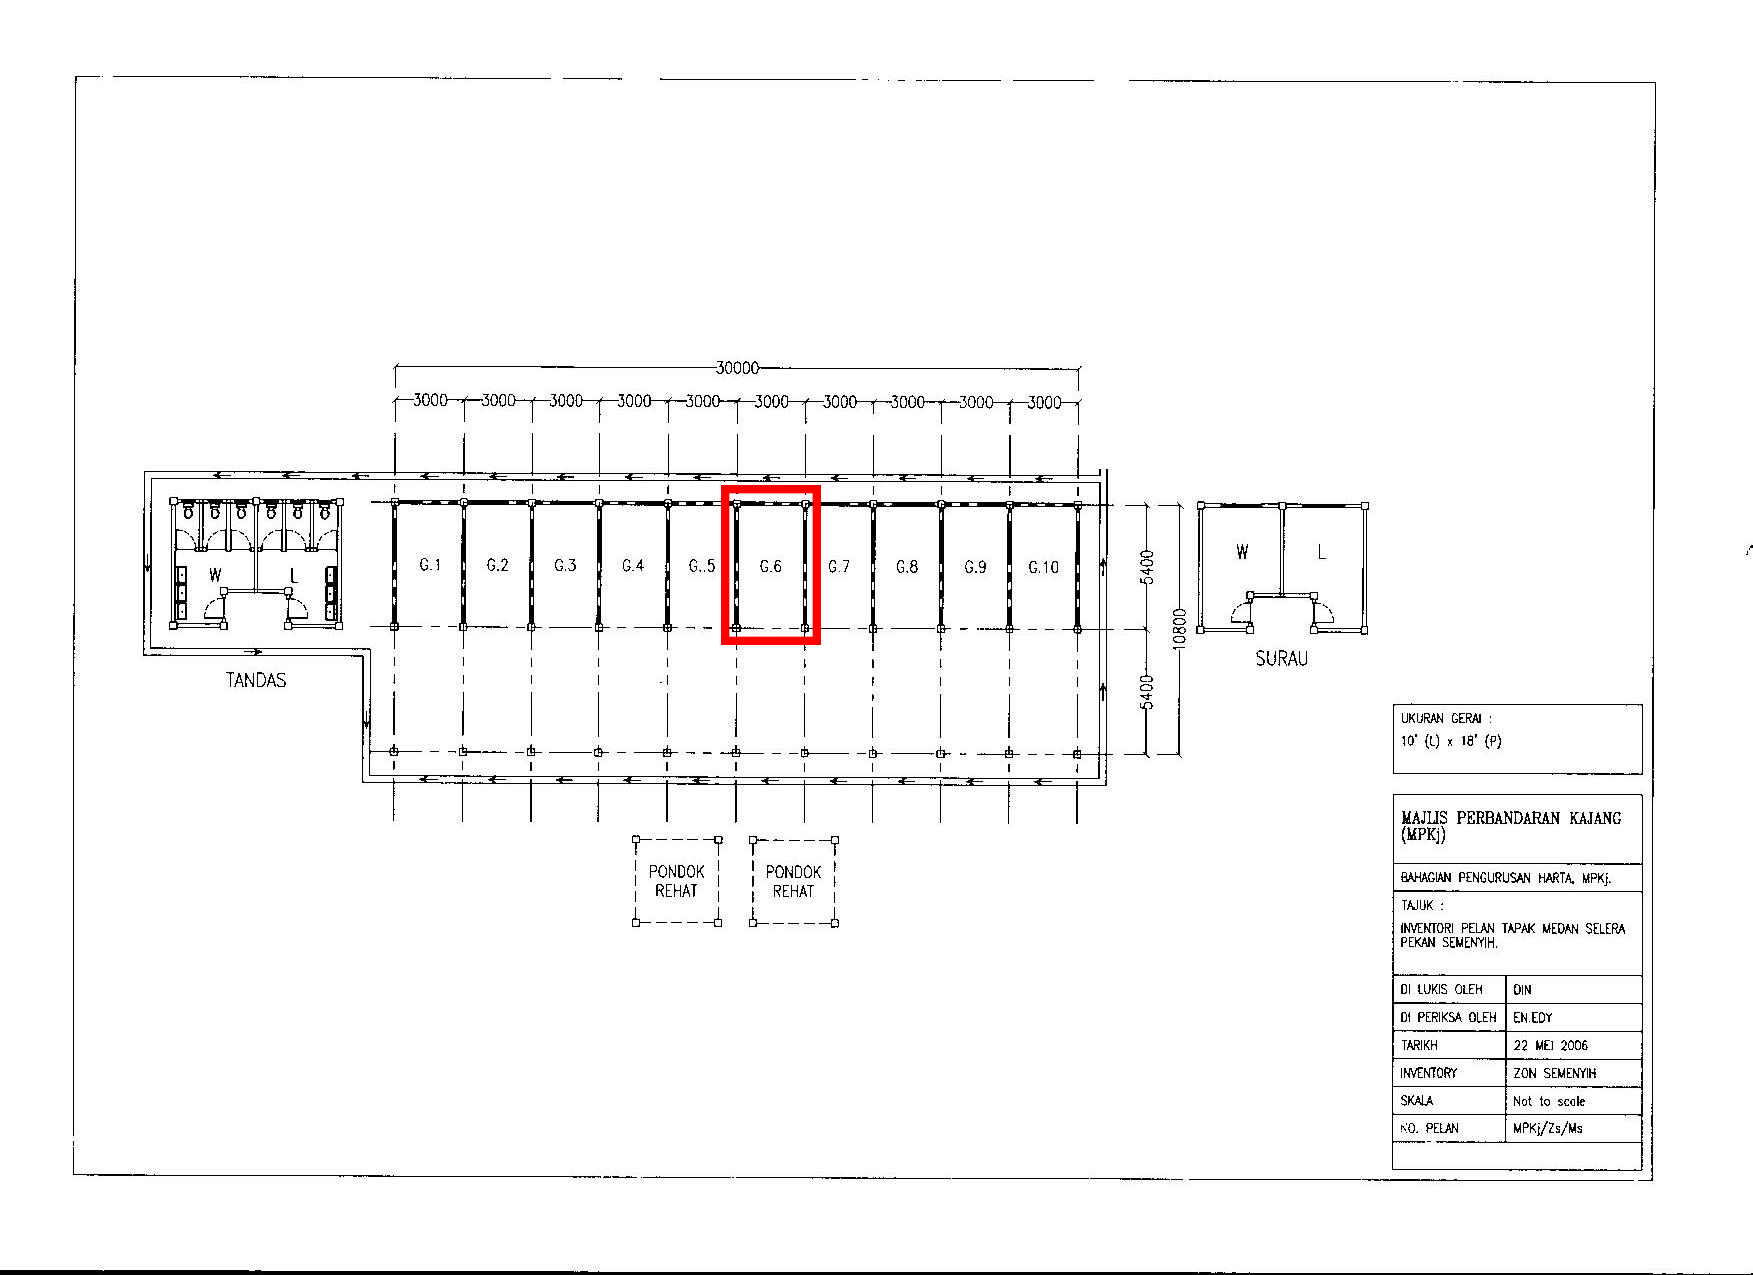 30000
3000 3000 3000 3000 3000 3000 3000 3000 3000 3000
G.1 G.2 G.3 G.4 G..5 G.6 G.7 G.8 G.9 G.10
W L
TANDAS
5400
5400
10800
W L
SURAU
PONDOK
REHAT
PONDOK
REHAT
UKURAN GERAI :
10' (L) x 18' (P)
MAJLIS PERBANDARAN KAJANG
(MPKj)
BAHAGIAN PENGURUSAN HARTA, MPKj.
TAJUK :
INVENTORI PELAN TAPAK MEDAN SELERA
PEKAN SEMENYIH.
DI LUKIS OLEH DIN
DI PERIKSA OLEH EN.EDY
TARIKH 22 MEI 2006
INVENTORY ZON SEMENYIH
SKALA Not to scale
NO. PELAN MPKj/Zs/Ms